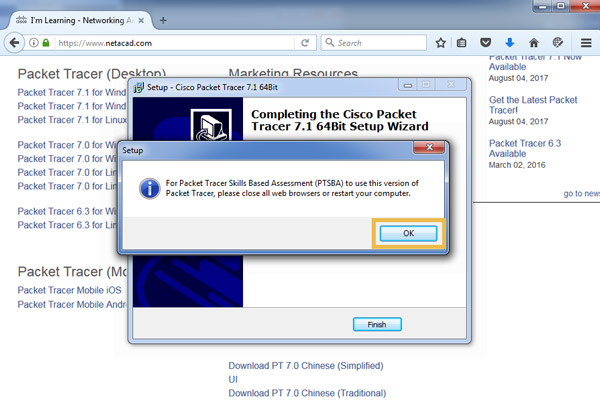 I'm Learning - Networking Ac
https://www.netacad.com
Search
Packet Tracer (Desktop)
Packet Tracer 7.1 for Wind
Packet Tracer 7.1 for Wind
Packet Tracer 7.1 for Linux
Packet Tracer 7.0 for Wind
Packet Tracer 7.0 for Wind
Packet Tracer 7.0 for Lin
Packet Tracer 7.0 for Lin
Packet Tracer 6.3 for Wi
Packet Tracer 6.3 for Lin
Packet Tracer (Mo
Packet Tracer Mobile iOS
Packet Tracer Mobile Andr
Marketing Resources
Setup - Cisco Packet Tracer 7.1 64Bit
Completing the Cisco Packet
Tracer 7.1 64Bit Setup Wizard
Setup
For Packet Tracer Skills Based Assessment (PTSBA) to use this version of
Packet Tracer, please close all web browsers or restart your computer.
OK
Finish
Download PT 7.0 Chinese (Simplified)
UI
Download PT 7.0 Chinese (Traditional)
Packet Tracer 7.1 Now
Available
August 04, 2017
Get the Latest Packet
Tracer!
August 04, 2017
Packet Tracer 6.3
Available
March 02, 2016
go to news